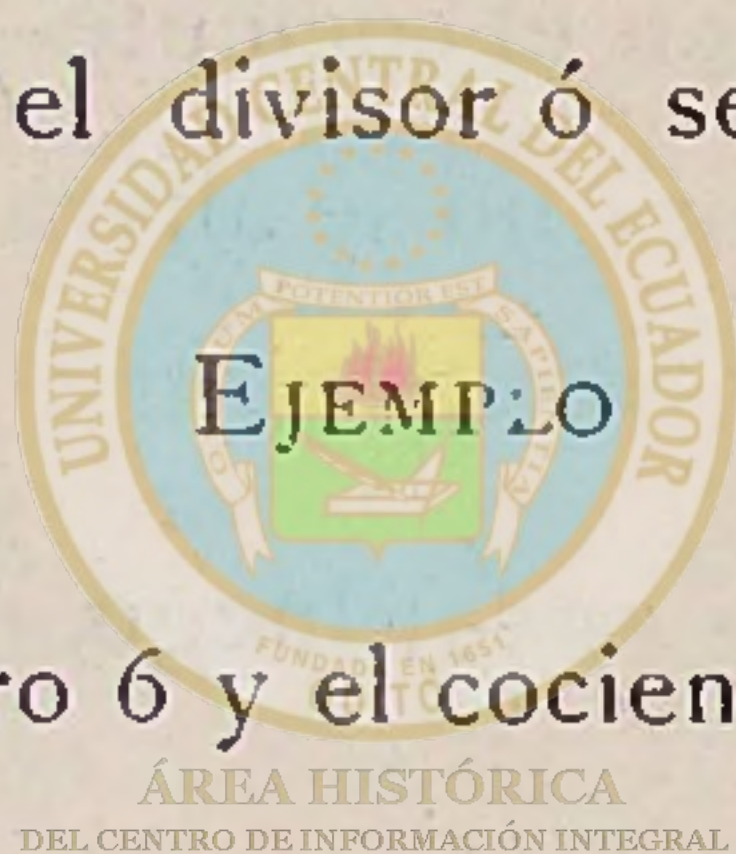 el divisor ó se
UNIVERSIDAD CENTRAL DEL ECUADOR
POTENTIOR EST
EJEMPLO
FUNDADA EN 1651
QUITO
ro 6 y el cocien
ÁREA HISTÓRICA
DEL CENTRO DE INFORMACIÓN INTEGRAL